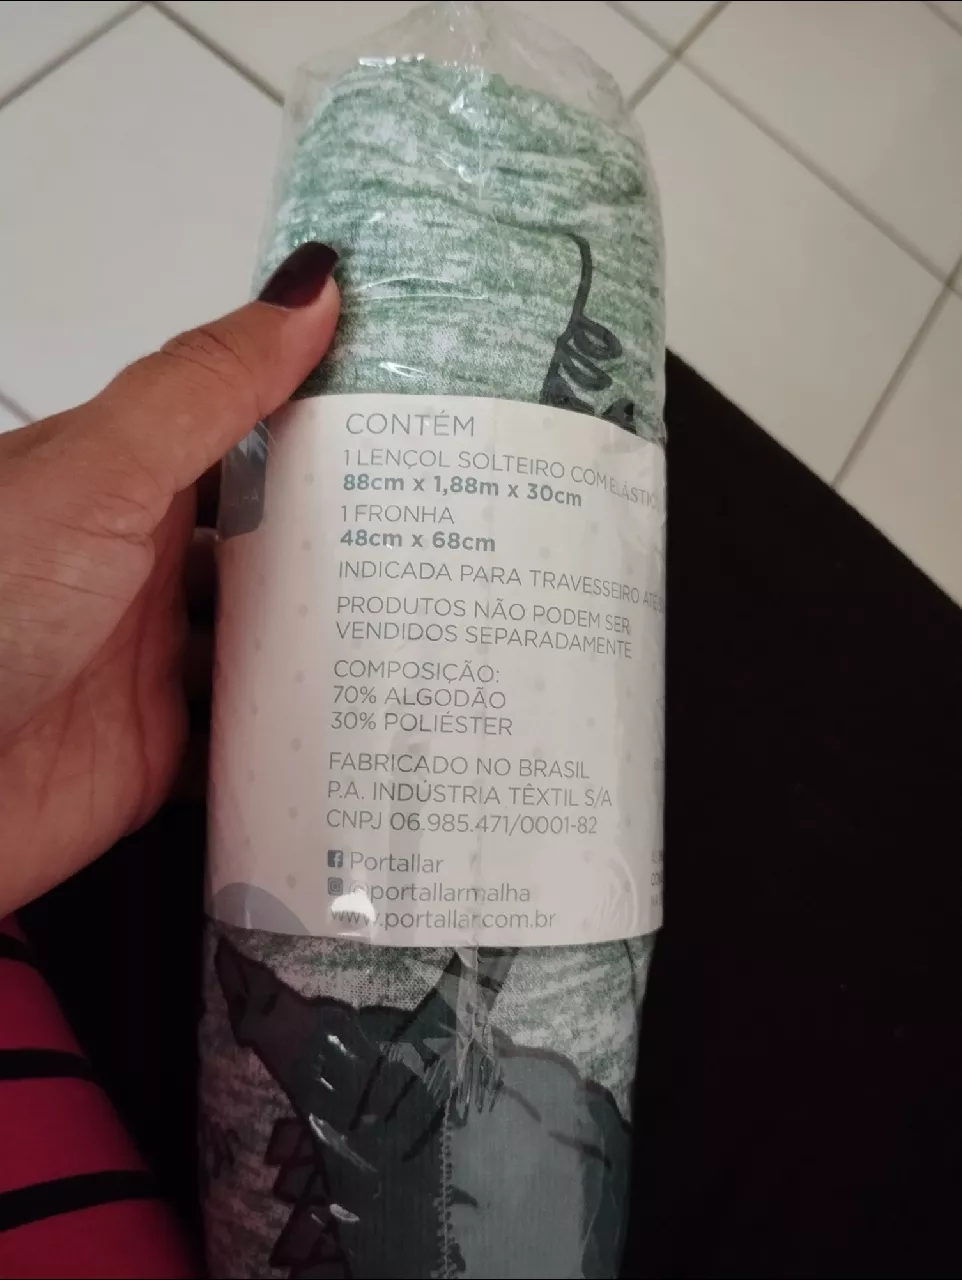 CONTÉM
1 LENÇOL SOLTEIRO COM ELÁSTICO
88cm x 1,88m x 30cm
1 FRONHA
48cm x 68cm
INDICADA PARA TRAVESSEIRO ATÉ
PRODUTOS NÃO PODEM SER
VENDIDOS SEPARADAMENTE
COMPOSIÇÃO:
70% ALGODÃO
30% POLIÉSTER
FABRICADO NO BRASIL
P.A. INDÚSTRIA TÊXTIL S/A
CNPJ 06.985.471/0001-82
Portallar
@portallarmalha
www.portallar.com.br